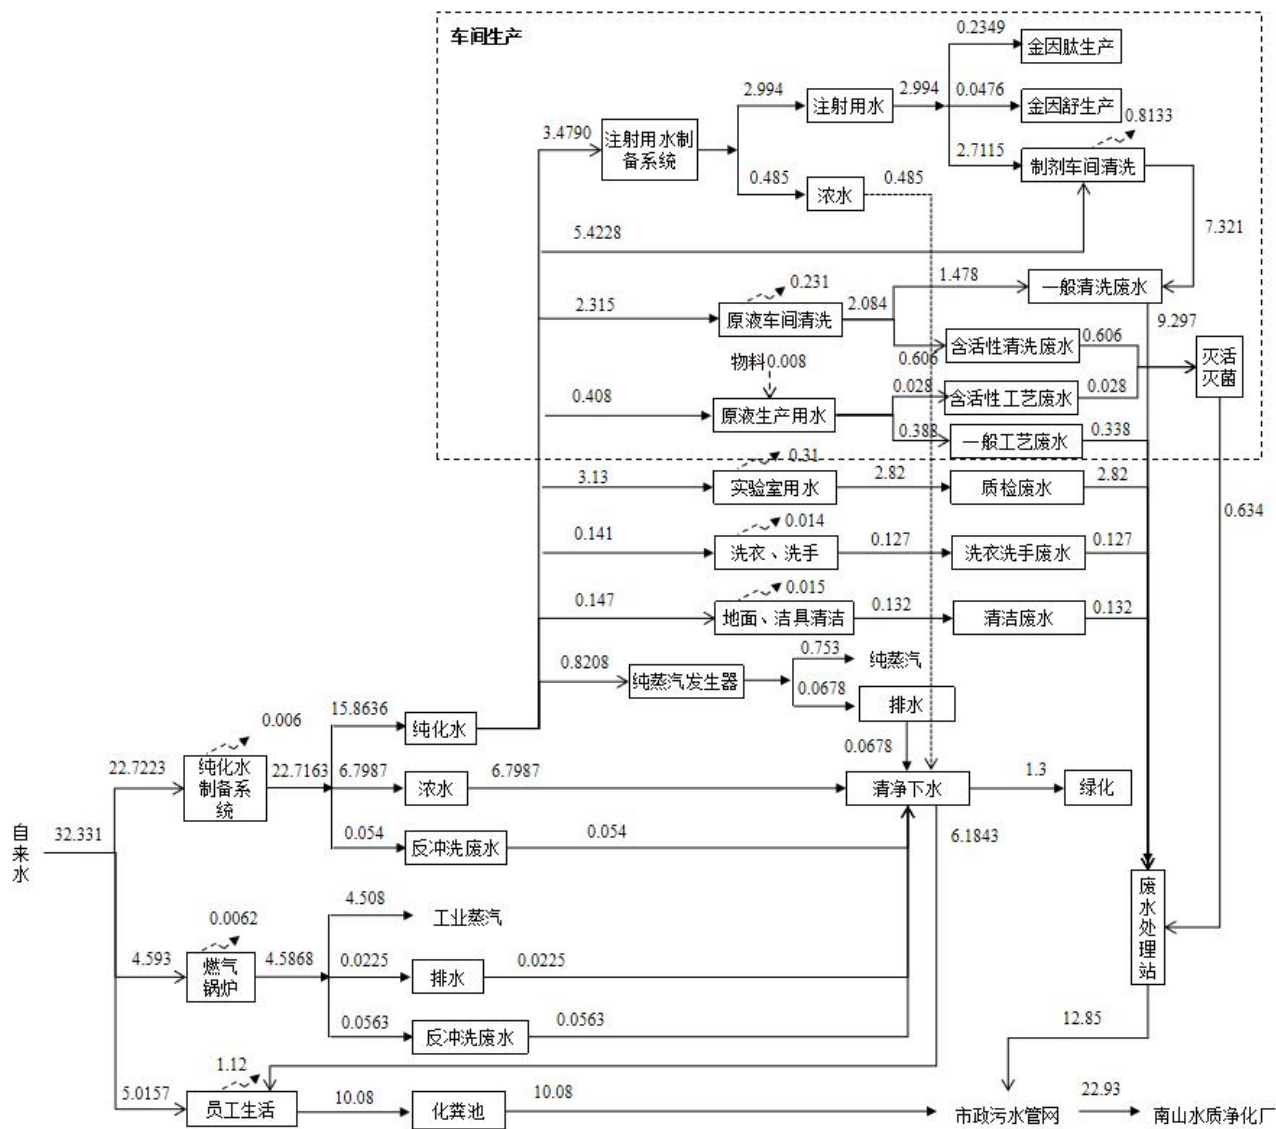 车间生产
0.2349
金因肽生产
2.994
注射用水
2.994
0.0476
金因舒生产
0.8133
3.4790
注射用水制
备系统
2.7115
制剂车间清洗
0.485
浓水
0.485
5.4228
7.321
0.231
1.478
一般清洗废水
2.315
原液车间清洗
2.084
9.297
含活性清洗废水
0.606
0.606
灭活
灭菌
物料0.008
0.408
原液生产用水
0.028
含活性工艺废水
0.028
0.388
一般工艺废水
0.338
0.31
3.13
实验室用水
2.82
质检废水
2.82
0.634
0.014
0.141
洗衣、洗手
0.127
洗衣洗手废水
0.127
0.015
0.147
地面、洁具清洁
0.132
清洁废水
0.132
0.8208
纯蒸汽发生器
0.753
纯蒸汽
0.0678
排水
0.0678
0.006
15.8636
纯化水
22.7223
纯化水
制备系
统
22.7163
6.7987
浓水
6.7987
清净下水
1.3
绿化
0.054
反冲洗废水
0.054
6.1843
自
来
水
32.331
废
水
处
理
站
4.508
工业蒸汽
0.0062
4.593
燃气
锅炉
4.5868
0.0225
排水
0.0225
0.0563
反冲洗废水
0.0563
12.85
1.12
5.0157
员工生活
10.08
化粪池
10.08
市政污水管网
22.93
南山水质净化厂